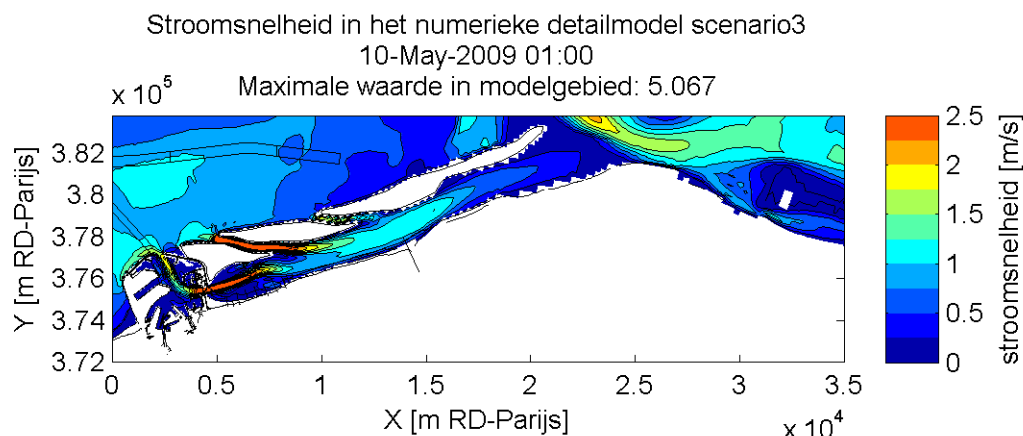 Stroomsnelheid in het numerieke detailmodel scenario3
10-May-2009 01:00
Maximale waarde in modelgebied: 5.067
x 10^5
3.82
3.8
3.78
3.76
3.74
3.72
Y [m RD-Parijs]
0 0.5 1 1.5 2 2.5 3 3.5
X [m RD-Parijs]
x 10^4
2.5
2
1.5
1
0.5
0
stroomsnelheid [m/s]